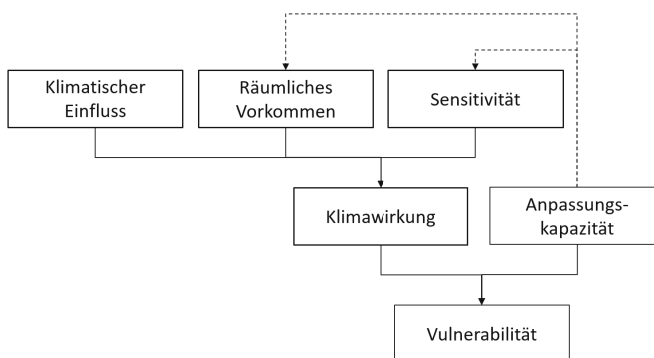 Klimatischer
Einfluss
Räumliches
Vorkommen
Sensitivität
Klimawirkung
Anpassungs-
kapazität
Vulnerabilität